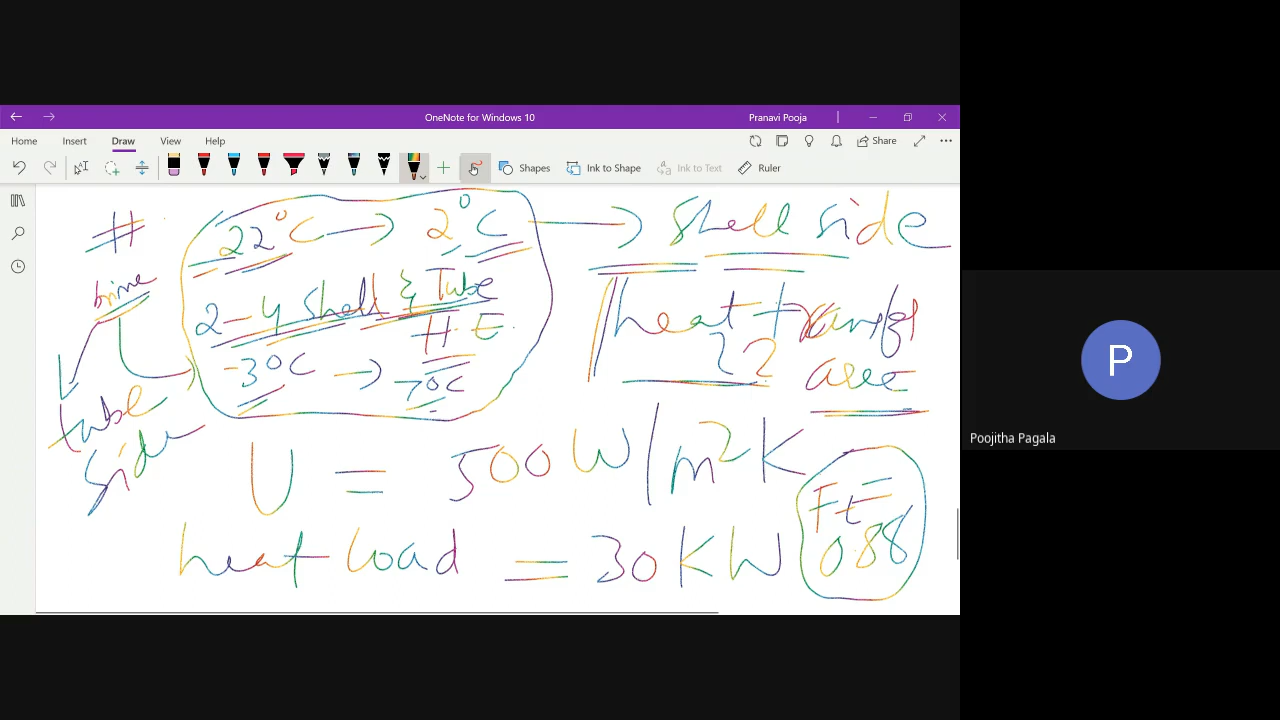 OneNote for Windows 10
Pranavi Pooja
Home Insert Draw View Help
Share
Shapes Ink to Shape Ink to Text Ruler
# 22°C → 2°C → shell side
brine
2-4 shell & Tube
H.E
-3°C → 7°C
heat transfer
area
??
tube
side
U = 500 W/m²K
Ft =
0.88
heat load = 30 KW
P
Poojitha Pagala